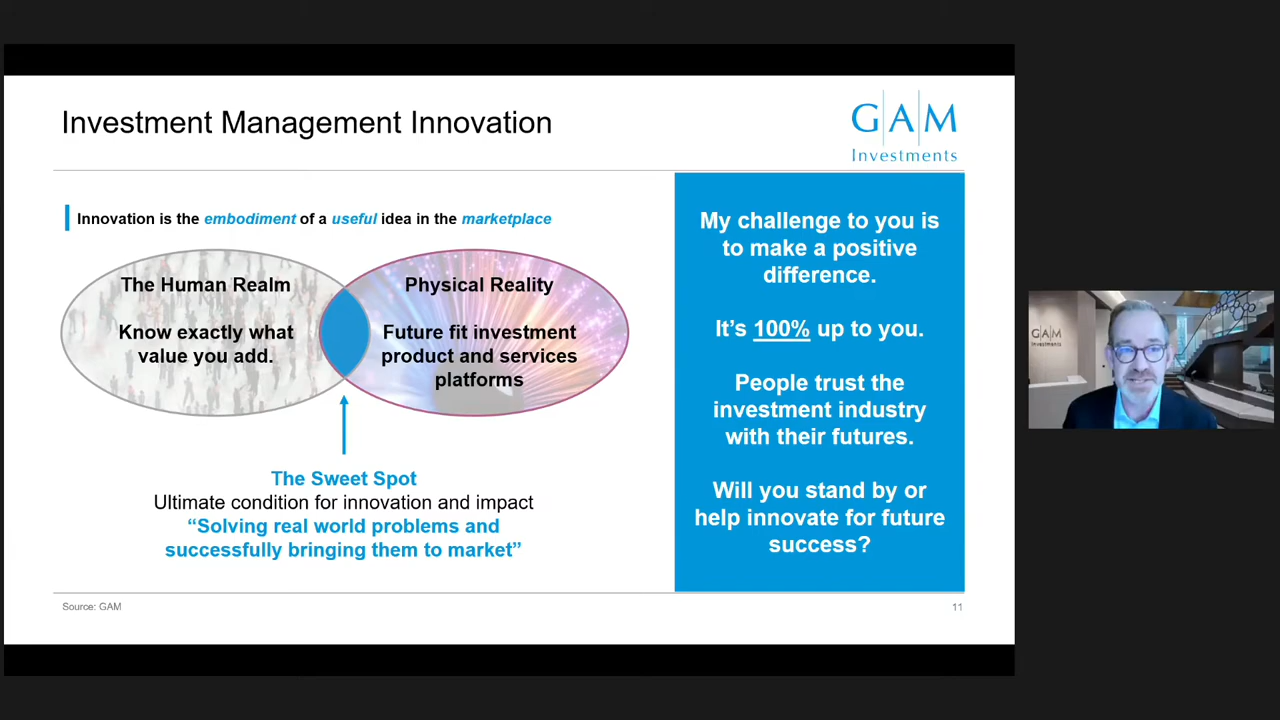 Investment Management Innovation
GAM
Investments
Innovation is the embodiment of a useful idea in the marketplace
The Human Realm
Know exactly what
value you add.
Physical Reality
Future fit investment
product and services
platforms
The Sweet Spot
Ultimate condition for innovation and impact
“Solving real world problems and
successfully bringing them to market”
My challenge to you is
to make a positive
difference.
It’s 100% up to you.
People trust the
investment industry
with their futures.
Will you stand by or
help innovate for future
success?
Source: GAM
11
GAM
Investments